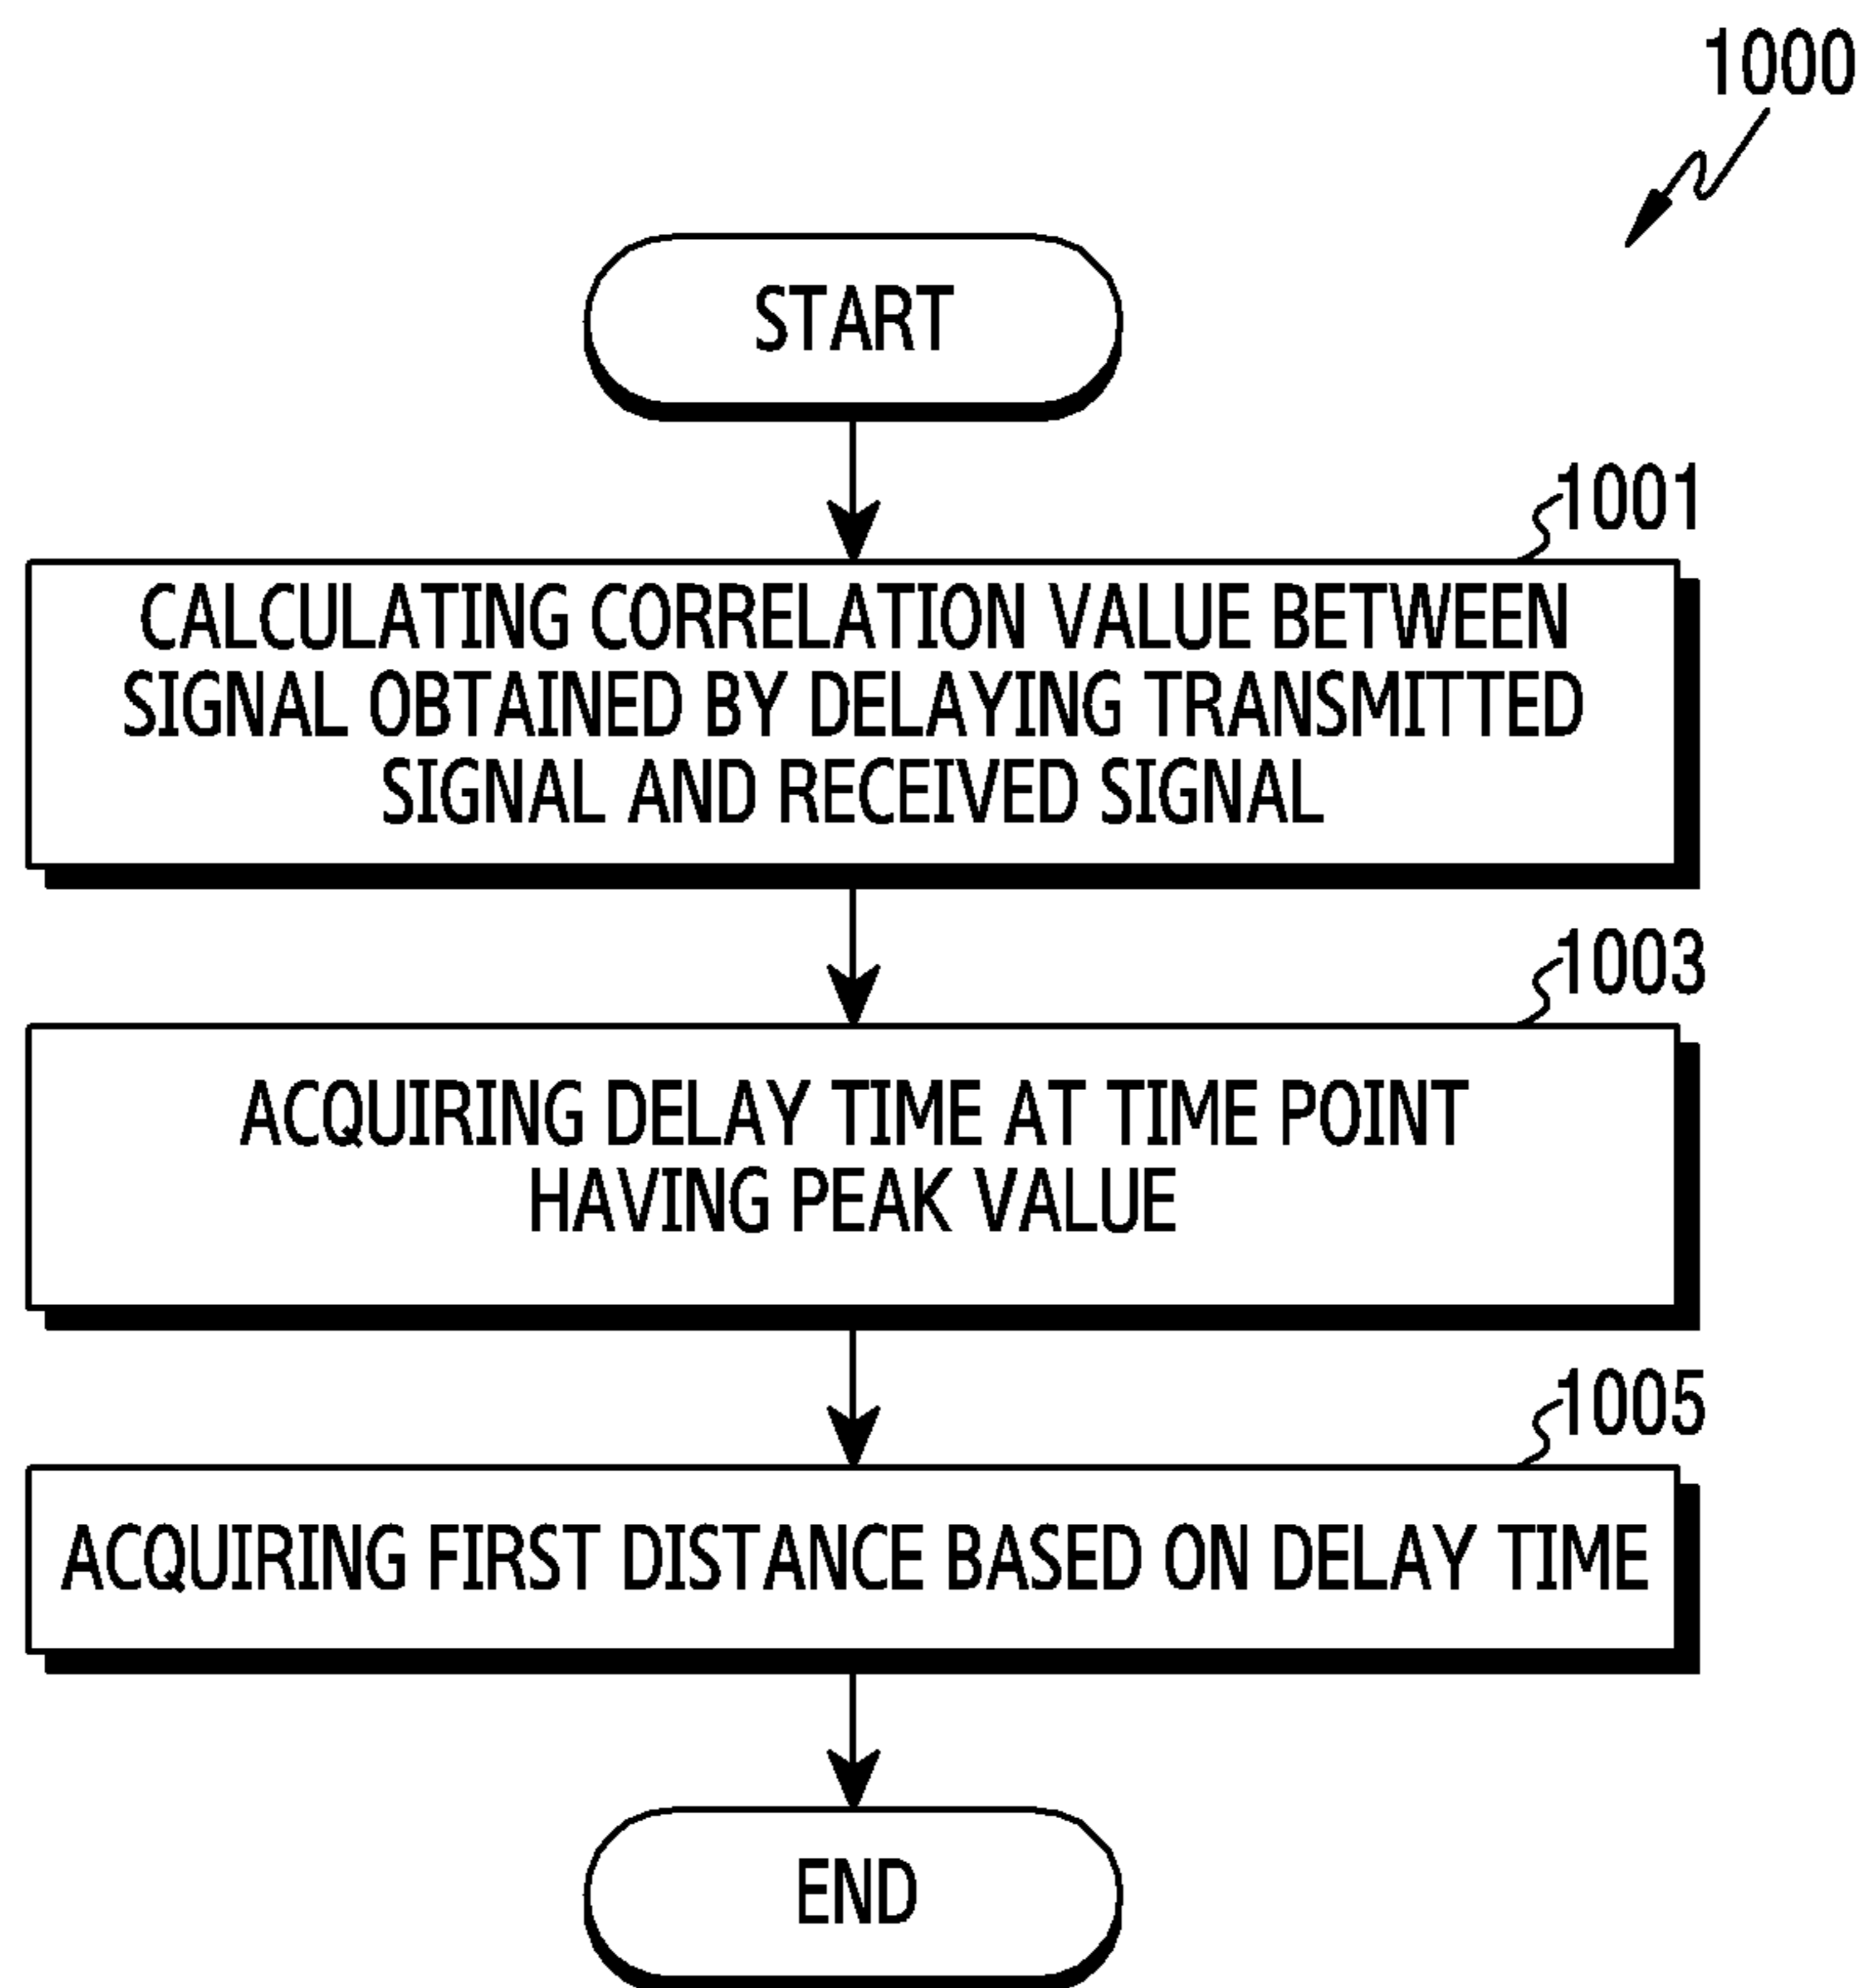 1000
START
1001
CALCULATING CORRELATION VALUE BETWEEN
SIGNAL OBTAINED BY DELAYING TRANSMITTED
SIGNAL AND RECEIVED SIGNAL
1003
ACQUIRING DELAY TIME AT TIME POINT
HAVING PEAK VALUE
1005
ACQUIRING FIRST DISTANCE BASED ON DELAY TIME
END